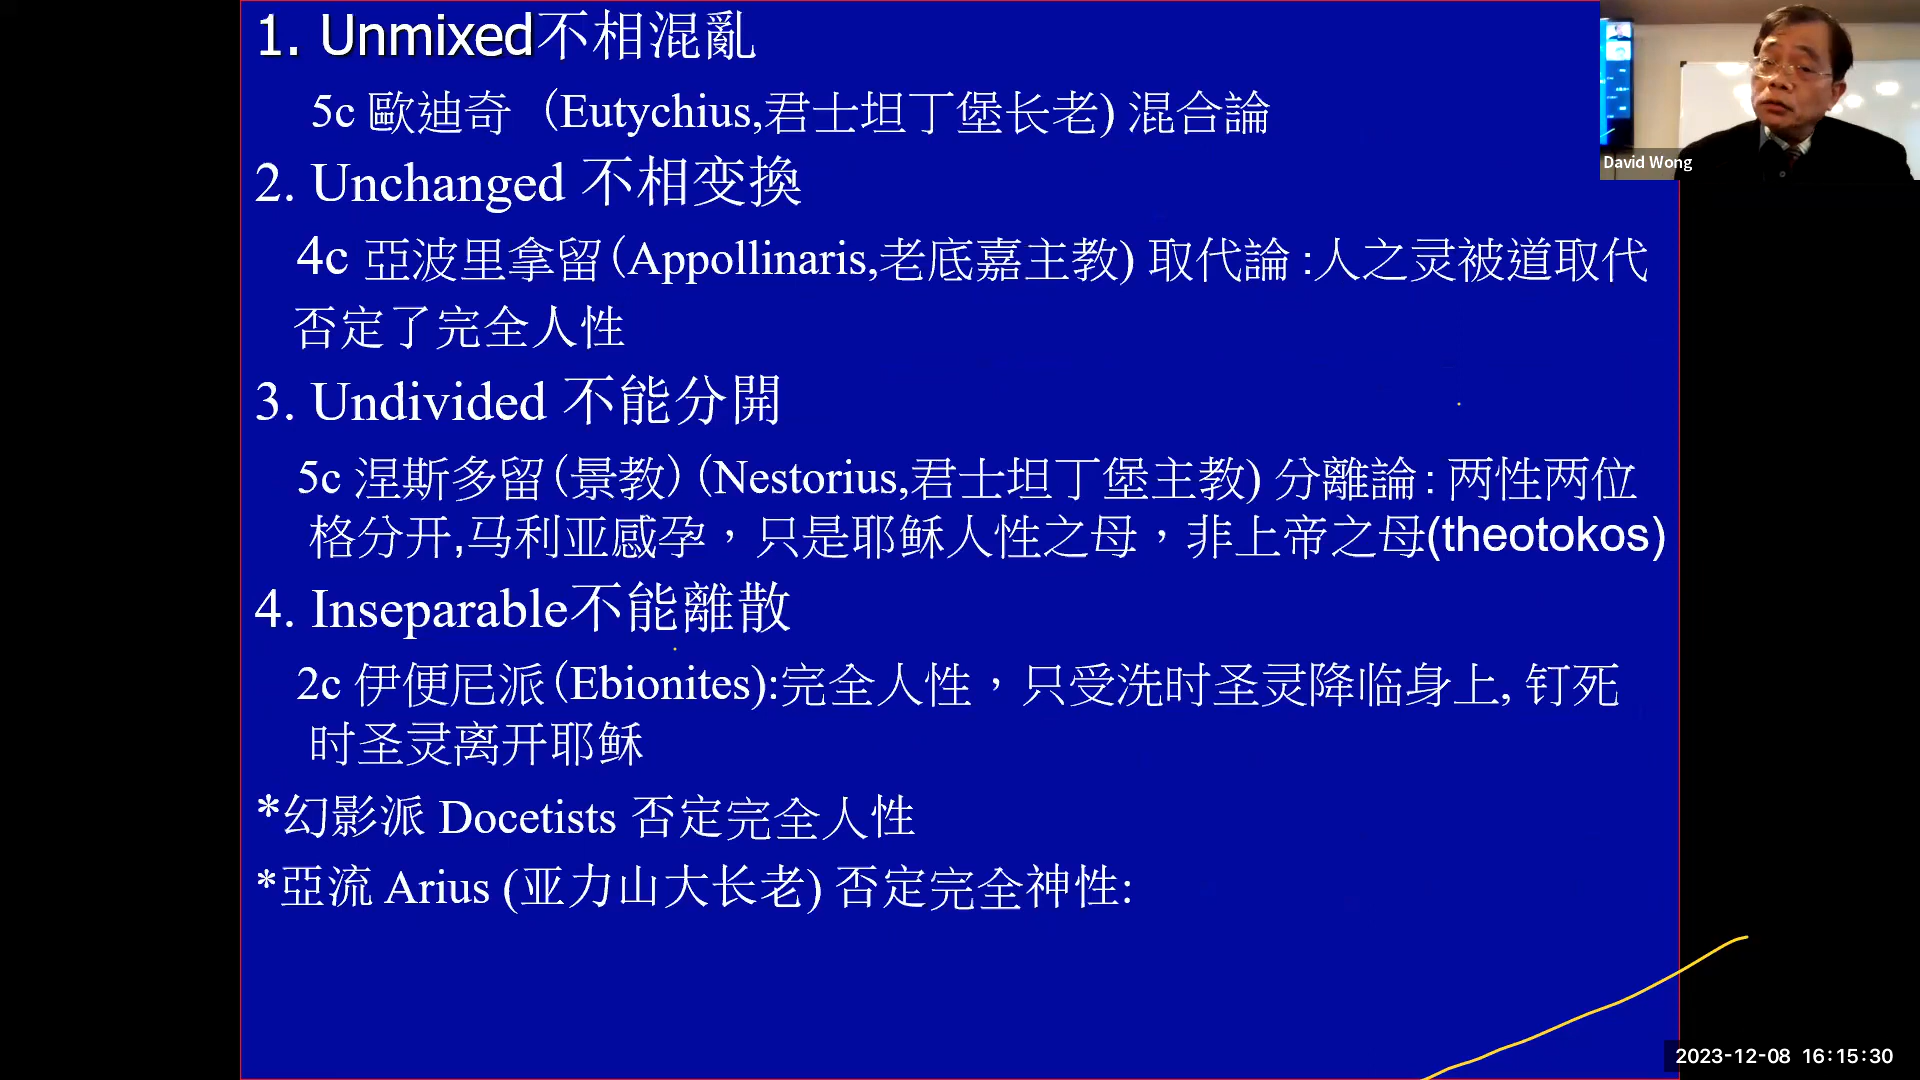 1. Unmixed不相混亂
5c 歐迪奇（Eutychius,君士坦丁堡长老) 混合論
2. Unchanged 不相变換
4c 亞波里拿留(Appollinaris,老底嘉主教) 取代論 :人之灵被道取代
否定了完全人性
3. Undivided 不能分開
5c 涅斯多留(景教) (Nestorius,君士坦丁堡主教) 分離論: 两性两位
格分开,马利亚感孕，只是耶稣人性之母，非上帝之母(theotokos)
4. Inseparable不能離散
2c 伊便尼派(Ebionites):完全人性，只受洗时圣灵降临身上, 钉死
时圣灵离开耶稣
*幻影派 Docetists 否定完全人性
*亞流 Arius (亚力山大长老) 否定完全神性:
David Wong
2023-12-08 16:15:30